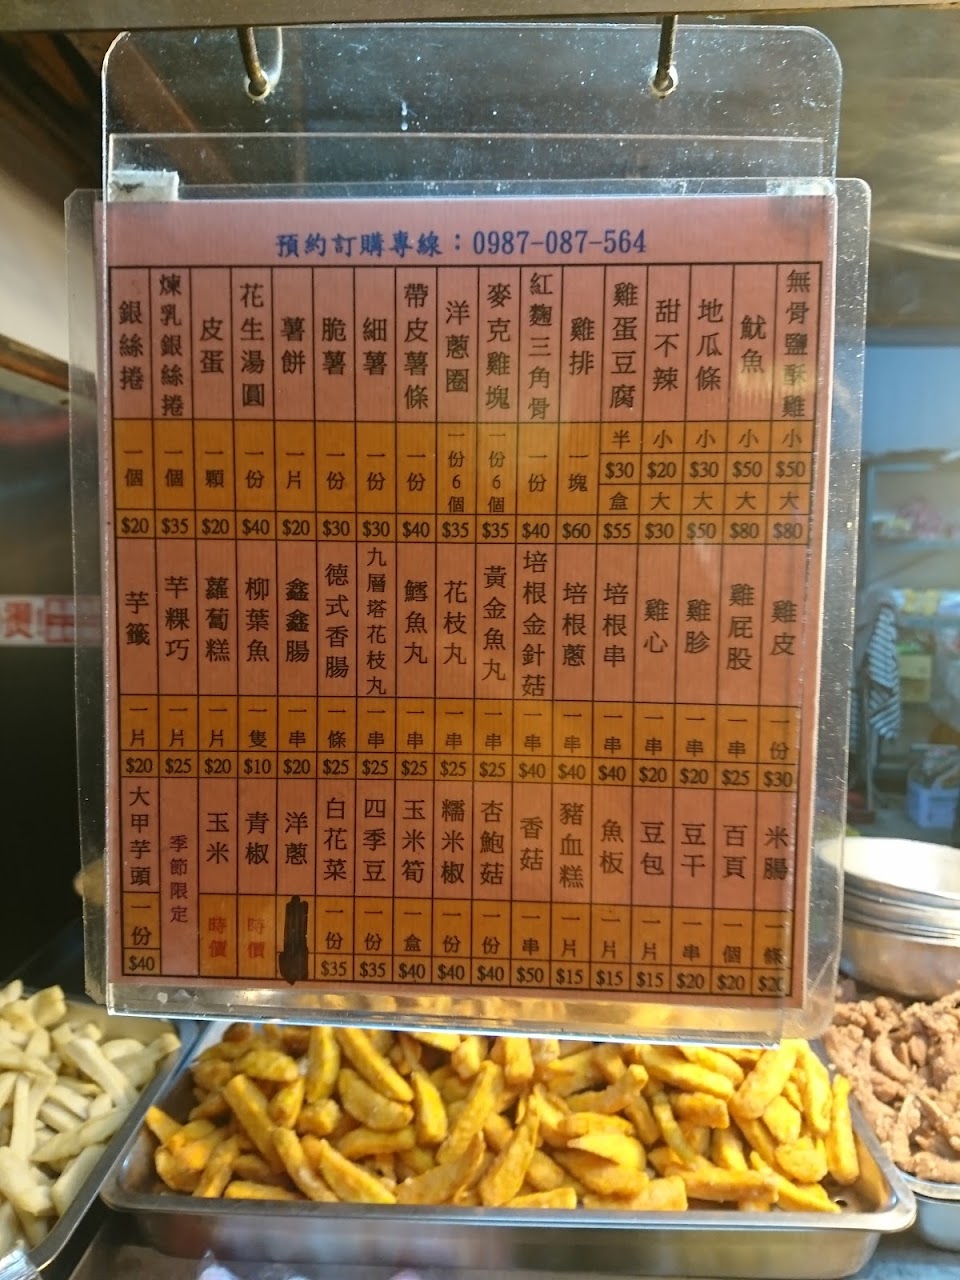 預約訂購專線：0987-087-564
無骨鹽酥雞 小 $50 大 $80
魷魚 小 $50 大 $80
地瓜條 小 $30 大 $50
甜不辣 小 $20 大 $30
雞蛋豆腐 半 $30 盒 $55
雞排 一塊 $60
紅麴三角骨 一份 $40
麥克雞塊 一份6個 $35
洋蔥圈 一份6個 $35
帶皮薯條 一份 $40
細薯 一份 $30
脆薯 一份 $30
薯餅 一片 $20
花生湯圓 一份 $40
皮蛋 一顆 $20
煉乳銀絲捲 一個 $35
銀絲捲 一個 $20
雞皮 一份 $30
雞屁股 一串 $25
雞胗 一串 $20
雞心 一串 $20
培根串 一串 $40
培根蔥 一串 $40
培根金針菇 一串 $40
黃金魚丸 一串 $25
花枝丸 一串 $25
鱈魚丸 一串 $25
九層塔花枝丸 一串 $25
德式香腸 一條 $25
鑫鑫腸 一串 $20
柳葉魚 一隻 $10
蘿蔔糕 一片 $20
芋粿巧 一片 $25
芋籤 一片 $20
米腸 一條 $20
百頁 一個 $20
豆干 一串 $20
豆包 一片 $15
魚板 一片 $15
豬血糕 一片 $15
香菇 一串 $50
杏鮑菇 一份 $40
糯米椒 一份 $40
玉米筍 一盒 $40
四季豆 一份 $35
白花菜 一份 $35
洋蔥
青椒 時價
玉米 時價
季節限定
大甲芋頭 一份 $40